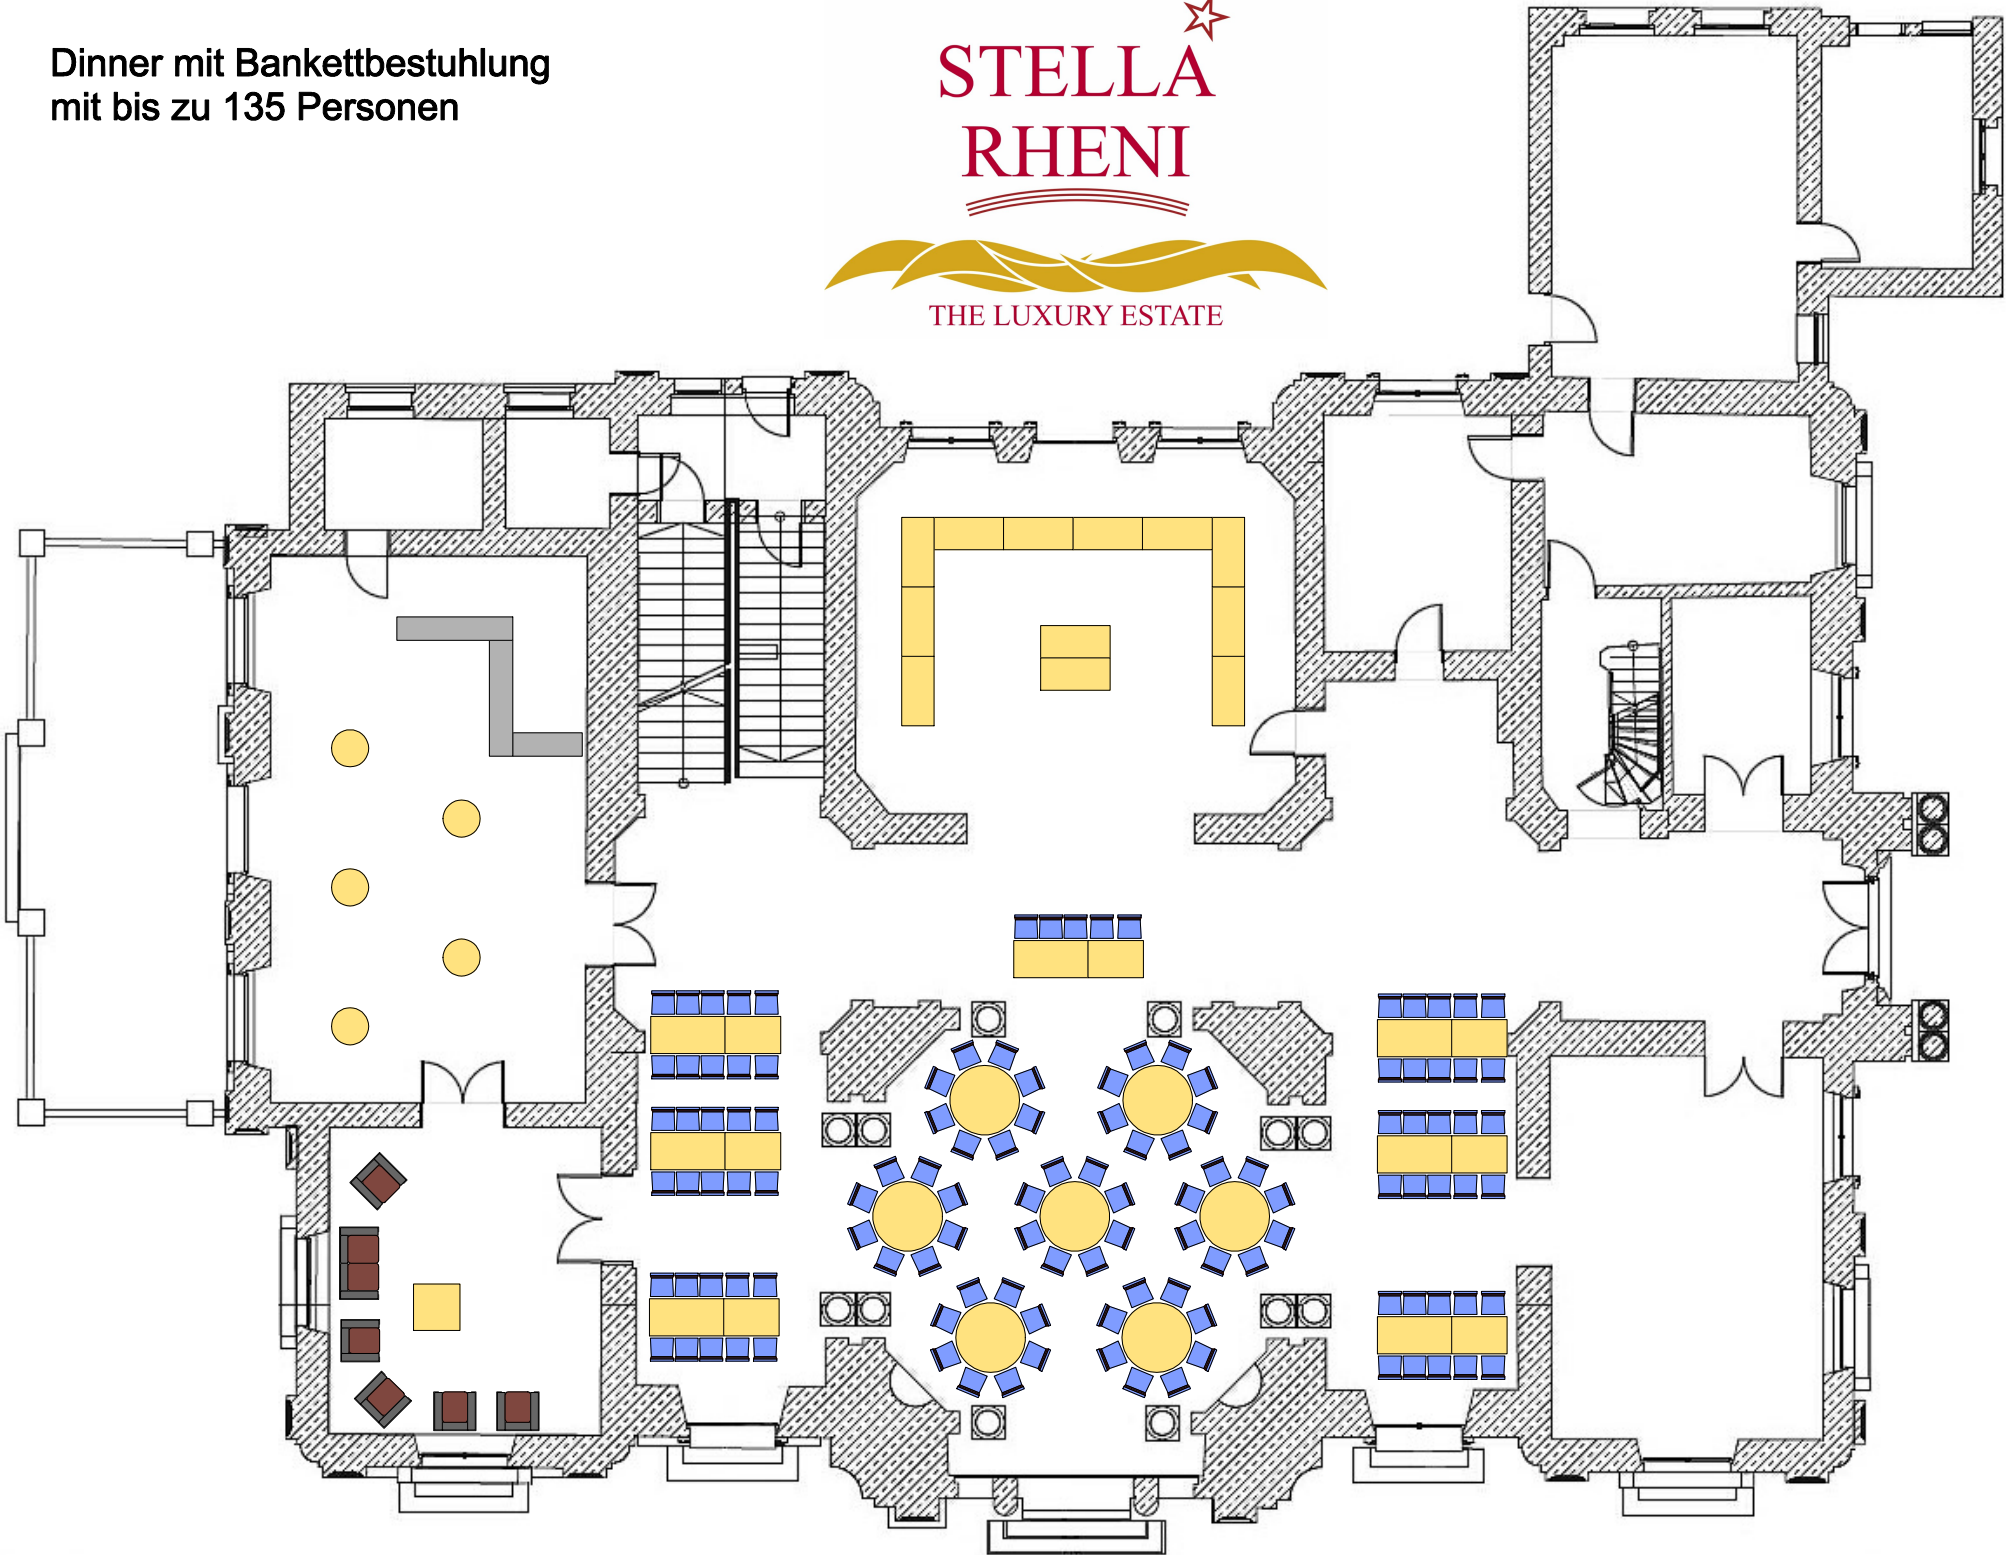 Dinner mit Bankettbestuhlung
mit bis zu 135 Personen
STELLA
RHENI
THE LUXURY ESTATE